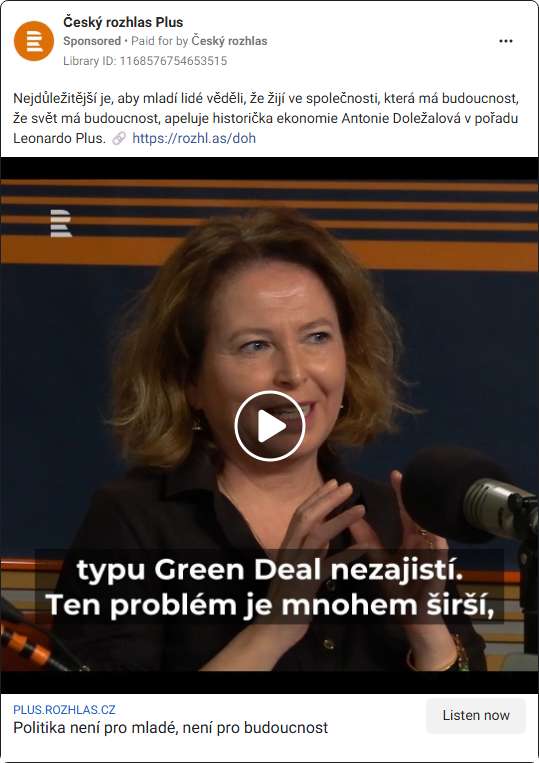 Český rozhlas Plus
Sponsored • Paid for by Český rozhlas
Library ID: 1168576754653515
Nejdůležitější je, aby mladí lidé věděli, že žijí ve společnosti, která má budoucnost,
že svět má budoucnost, apeluje historička ekonomie Antonie Doležalová v pořadu
Leonardo Plus. 🔗 https://rozhl.as/doh
typu Green Deal nezajistí.
Ten problém je mnohem širší,
PLUS.ROZHLAS.CZ
Politika není pro mladé, není pro budoucnost
Listen now